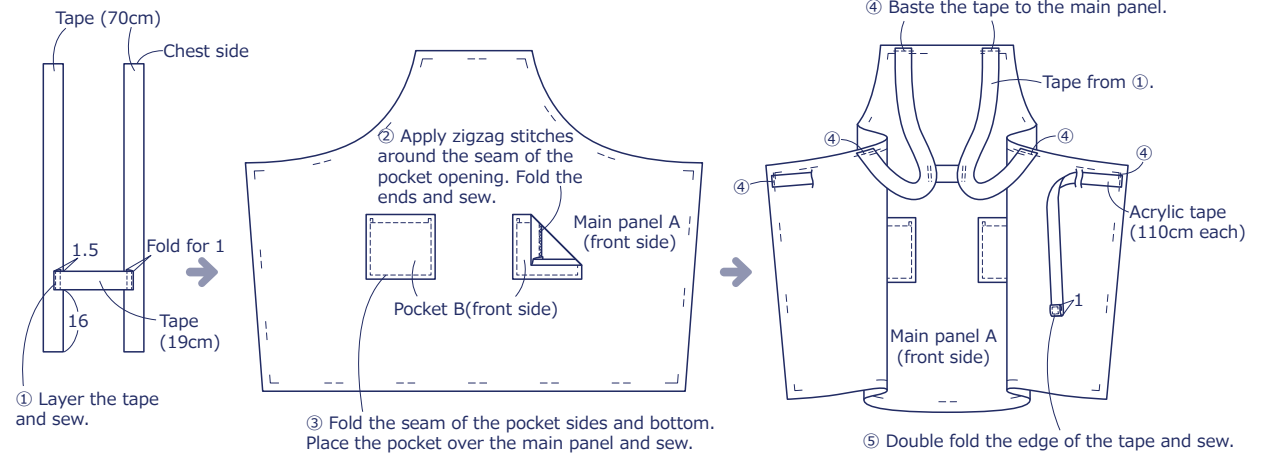 Tape (70cm)
Chest side
1.5
Fold for 1
16
Tape
(19cm)
① Layer the tape
and sew.
② Apply zigzag stitches
around the seam of the
pocket opening. Fold the
ends and sew.
Main panel A
(front side)
Pocket B(front side)
③ Fold the seam of the pocket sides and bottom.
Place the pocket over the main panel and sew.
④ Baste the tape to the main panel.
Tape from ①.
④
④
④
④
Acrylic tape
(110cm each)
1
Main panel A
(front side)
⑤ Double fold the edge of the tape and sew.